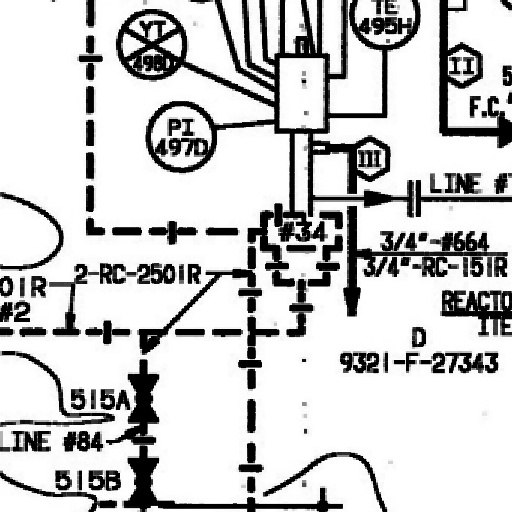 YT
498D
TE
495H
II
5
F.C.
PI
497D
III
LINE #
#34
3/4"-#664
3/4"-RC-151R
2-RC-2501R
01R
#2
REACTO
ITE
D
9321-F-27343
515A
LINE #84
515B